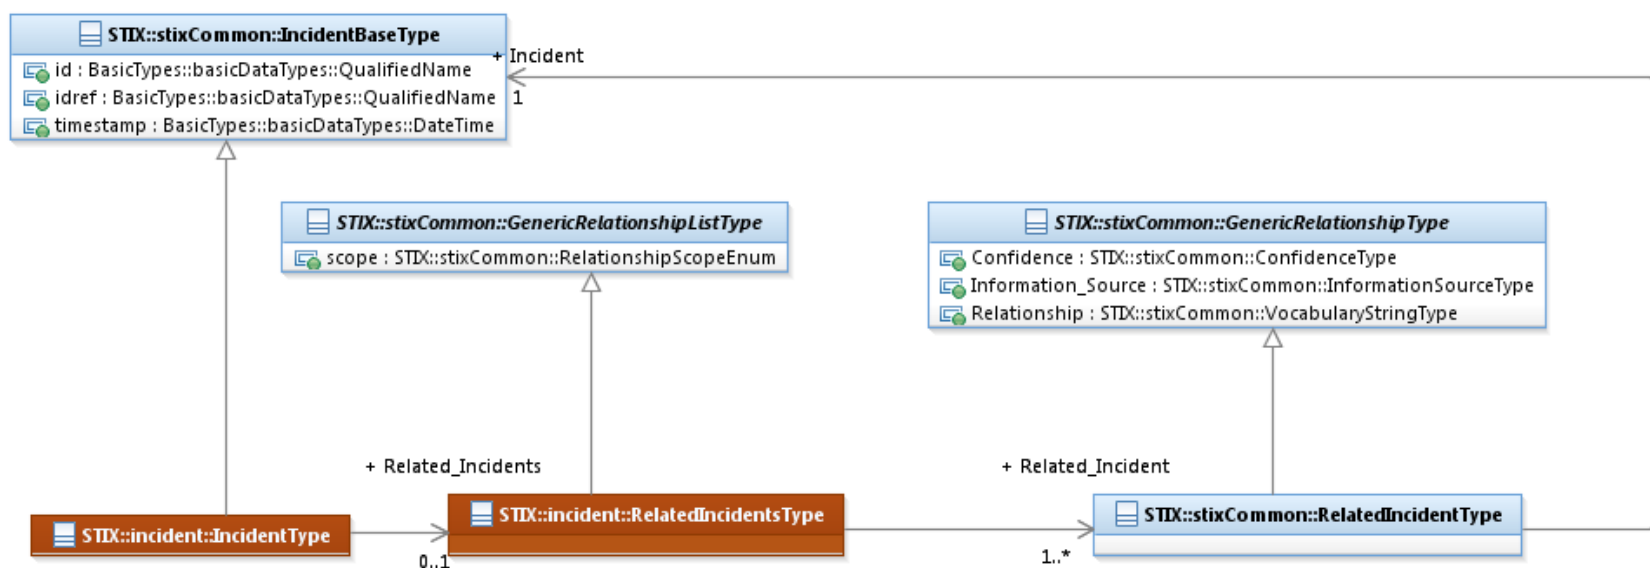 STIX::stixCommon::IncidentBaseType
id : BasicTypes::basicDataTypes::QualifiedName
idref : BasicTypes::basicDataTypes::QualifiedName
timestamp : BasicTypes::basicDataTypes::DateTime
+ Incident
1
STIX::stixCommon::GenericRelationshipListType
scope : STIX::stixCommon::RelationshipScopeEnum
STIX::stixCommon::GenericRelationshipType
Confidence : STIX::stixCommon::ConfidenceType
Information_Source : STIX::stixCommon::InformationSourceType
Relationship : STIX::stixCommon::VocabularyStringType
+ Related_Incidents
+ Related_Incident
STIX::incident::IncidentType
0..1
STIX::incident::RelatedIncidentsType
1..*
STIX::stixCommon::RelatedIncidentType